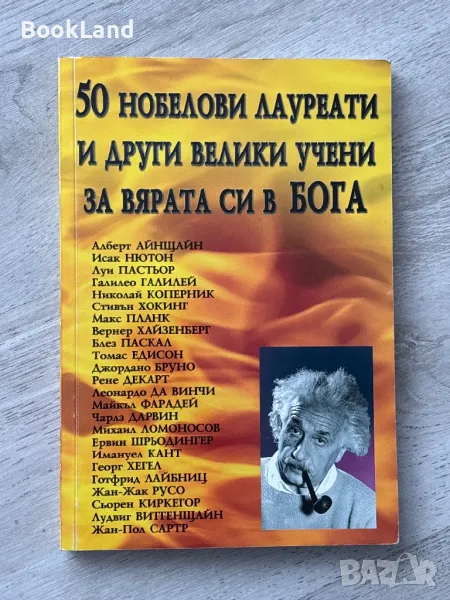 BookLand
50 НОБЕЛОВИ ЛАУРЕАТИ
И ДРУГИ ВЕЛИКИ УЧЕНИ
ЗА ВЯРАТА СИ В БОГА
Алберт АЙНЩАЙН
Исак НЮТОН
Луи ПАСТЬОР
Галилео ГАЛИЛЕЙ
Николай КОПЕРНИК
Стивън ХОКИНГ
Макс ПЛАНК
Вернер ХАЙЗЕНБЕРГ
Блез ПАСКАЛ
Томас ЕДИСОН
Джордано БРУНО
Рене ДЕКАРТ
Леонардо ДА ВИНЧИ
Майкъл ФАРАДЕЙ
Чарлз ДАРВИН
Михаил ЛОМОНОСОВ
Ервин ШРЬОДИНГЕР
Имануел КАНТ
Георг ХЕГЕЛ
Готфрид ЛАЙБНИЦ
Жан-Жак РУСО
Сьорен КИРКЕГОР
Лудвиг ВИТГЕНЩАЙН
Жан-Пол САРТР
bazar.bg